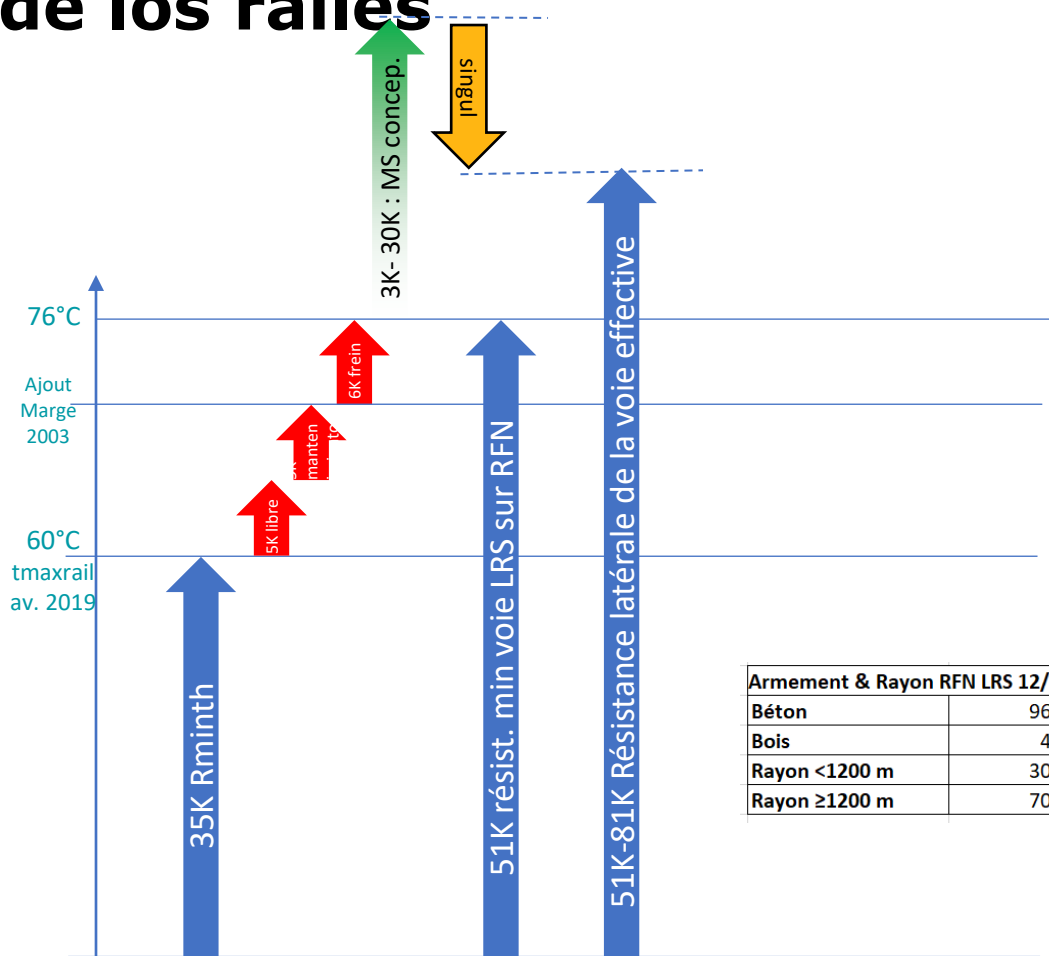 de los raíles
3K- 30K : MS concep.
singul
76°C
Ajout
Marge
2003
6K frein
manten
5K libre
60°C
tmaxrail
av. 2019
35K Rminth
51K résist. min voie LRS sur RFN
51K-81K Résistance latérale de la voie effective
Armement & Rayon RFN LRS 12/
Béton 96
Bois 4
Rayon <1200 m 30
Rayon ≥1200 m 70